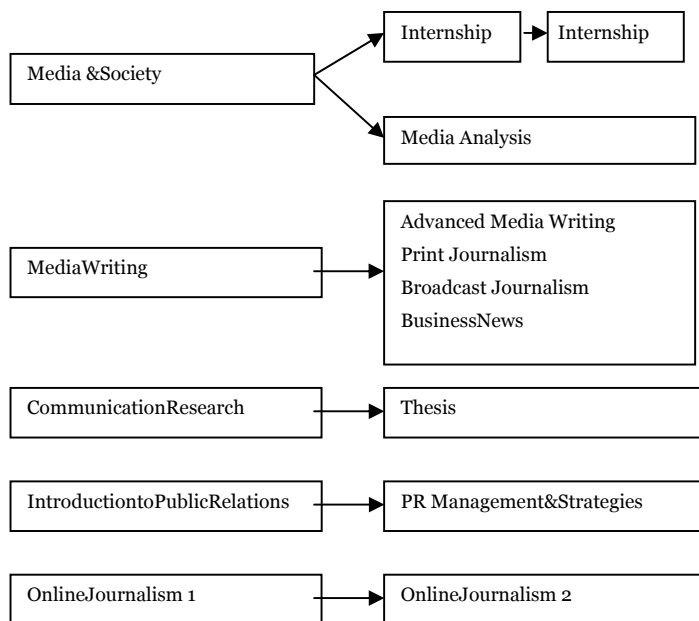 Internship
Internship
Media &Society
Media Analysis
Advanced Media Writing
Print Journalism
MediaWriting
Broadcast Journalism
BusinessNews
CommunicationResearch
Thesis
IntroductiontoPublicRelations
PR Management&Strategies
OnlineJournalism 1
OnlineJournalism 2